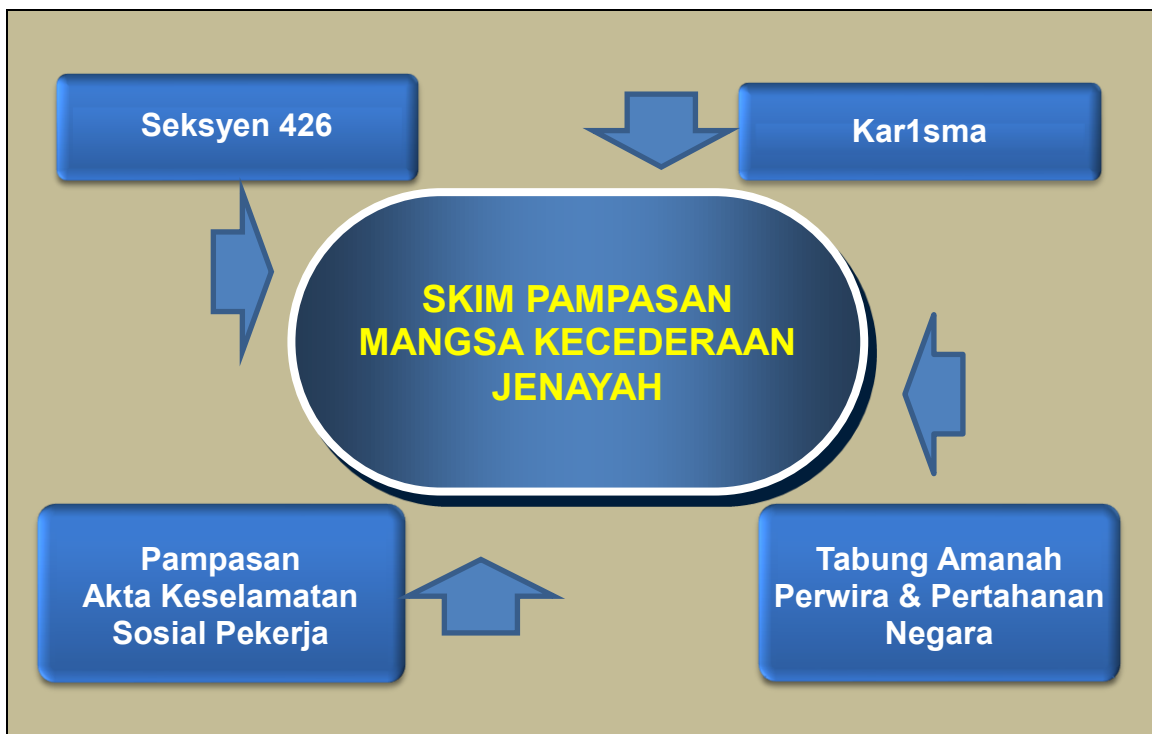 Seksyen 426
Kar1sma
SKIM PAMPASAN
MANGSA KECEDERAAN
JENAYAH
Pampasan
Akta Keselamatan
Sosial Pekerja
Tabung Amanah
Perwira & Pertahanan
Negara